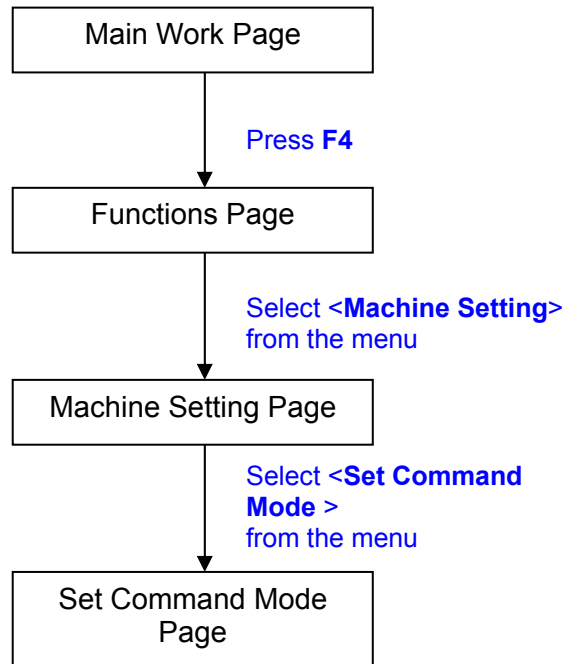 Main Work Page
Press F4
Functions Page
Select <Machine Setting>
from the menu
Machine Setting Page
Select <Set Command
Mode >
from the menu
Set Command Mode
Page